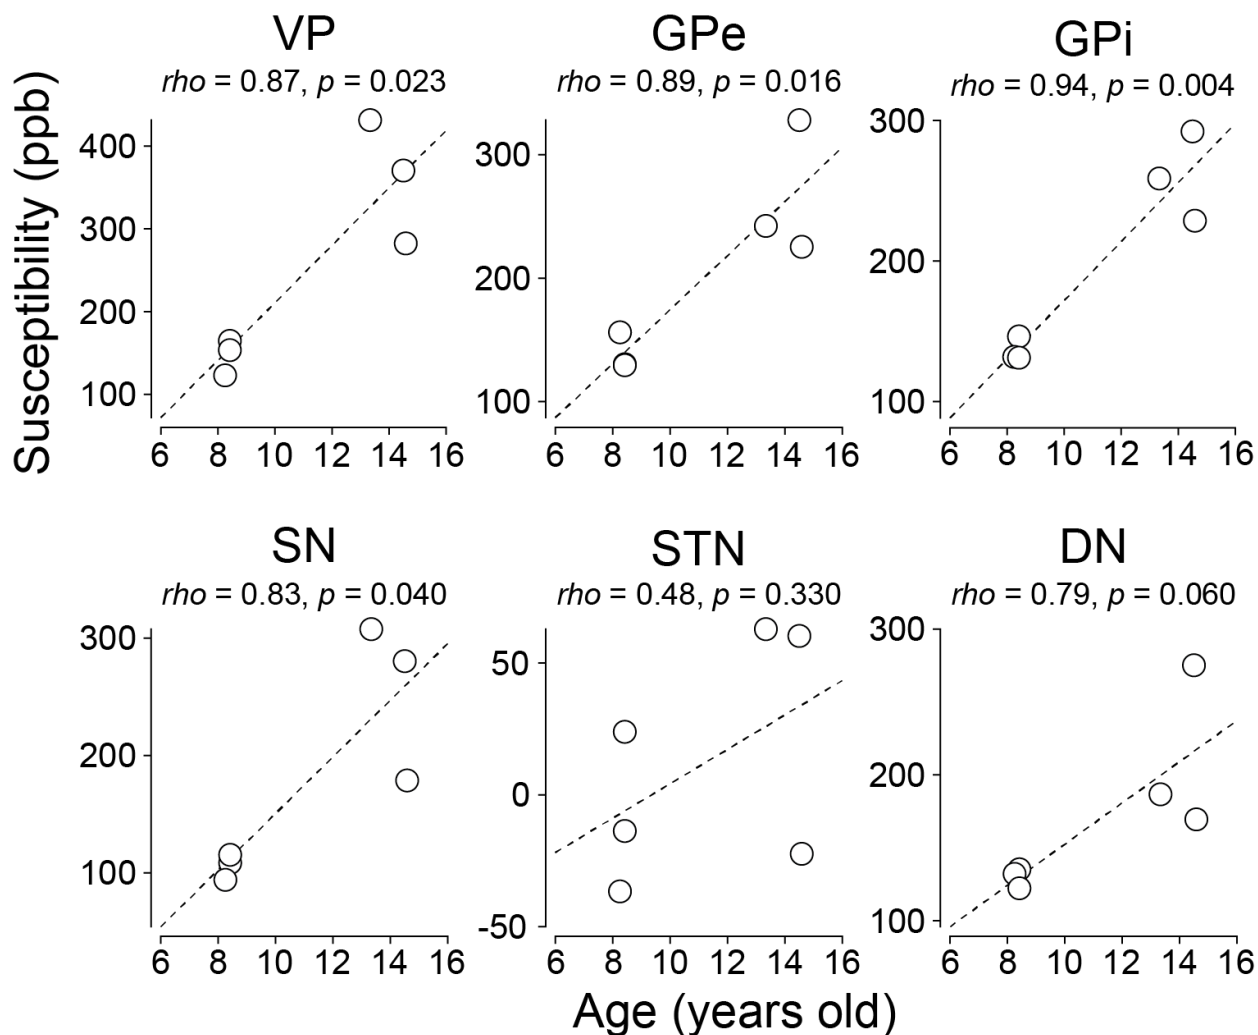 VP
rho = 0.87, p = 0.023
GPe
rho = 0.89, p = 0.016
GPi
rho = 0.94, p = 0.004
Susceptibility (ppb)
400
300
200
100
6 8 10 12 14 16
300
200
100
6 8 10 12 14 16
300
200
100
6 8 10 12 14 16
SN
rho = 0.83, p = 0.040
STN
rho = 0.48, p = 0.330
DN
rho = 0.79, p = 0.060
300
200
100
6 8 10 12 14 16
50
0
-50
6 8 10 12 14 16
300
200
100
6 8 10 12 14 16
Age (years old)